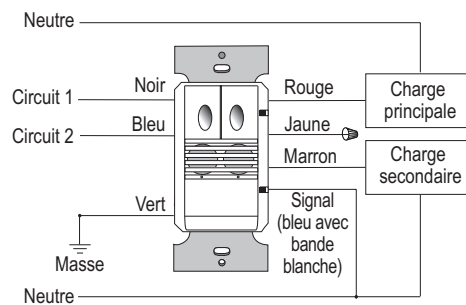 Neutre
Noir
Rouge
Charge
principale
Circuit 1
Bleu
Jaune
Circuit 2
Marron
Charge
secondaire
Vert
Signal
(bleu avec
bande
blanche)
Masse
Neutre